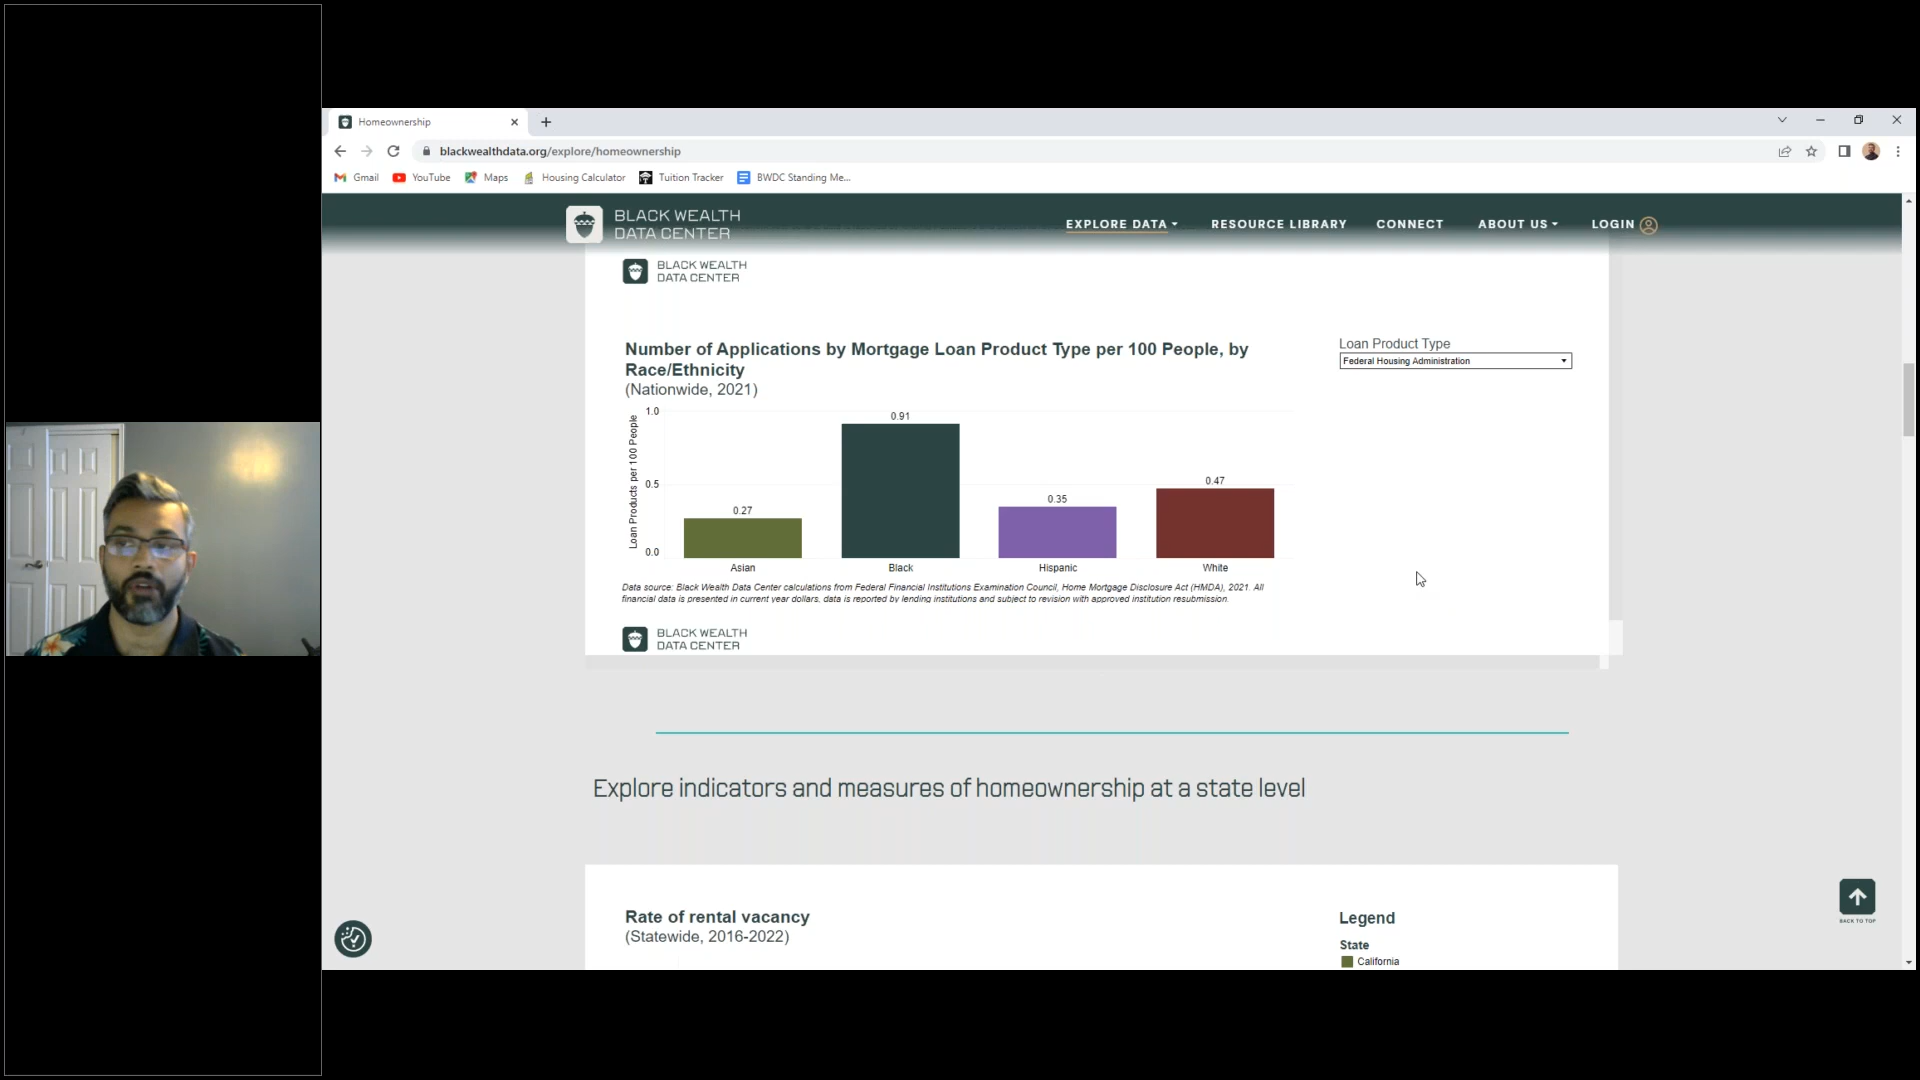 Homeownership
blackwealthdata.org/explore/homeownership
Gmail YouTube Maps Housing Calculator Tuition Tracker BWDC Standing Me...
BLACK WEALTH
DATA CENTER
EXPLORE DATA RESOURCE LIBRARY CONNECT ABOUT US LOGIN
BLACK WEALTH
DATA CENTER
Number of Applications by Mortgage Loan Product Type per 100 People, by
Race/Ethnicity
(Nationwide, 2021)
Loan Product Type
Federal Housing Administration
Loan Products per 100 People
1.0
0.5
0.0
0.27
0.91
0.35
0.47
Asian Black Hispanic White
Data source: Black Wealth Data Center calculations from Federal Financial Institutions Examination Council, Home Mortgage Disclosure Act (HMDA), 2021. All
financial data is presented in current year dollars, data is reported by lending institutions and subject to revision with approved institution resubmission.
BLACK WEALTH
DATA CENTER
Explore indicators and measures of homeownership at a state level
Rate of rental vacancy
(Statewide, 2016-2022)
Legend
State
California
BACK TO TOP